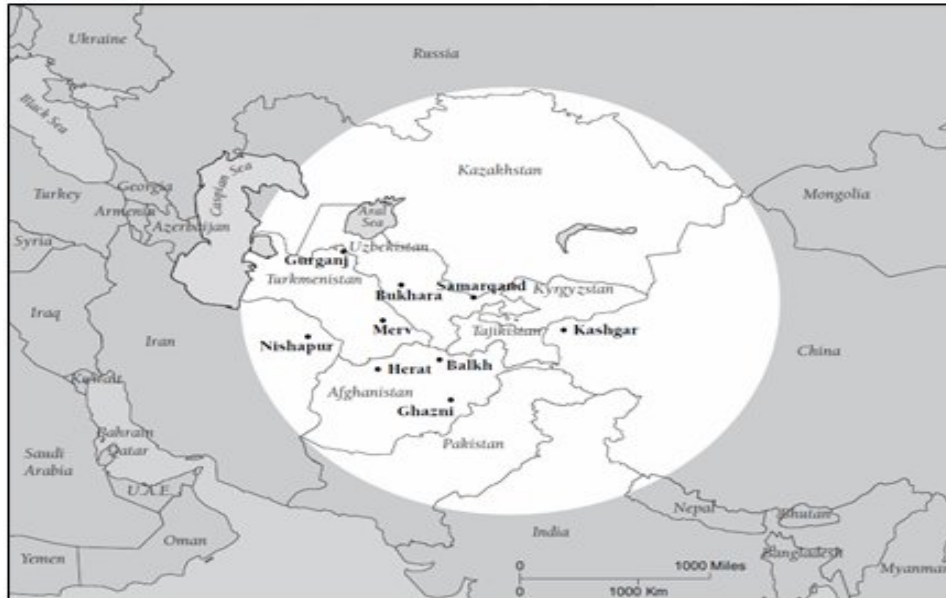 Ukraine
Russia
Black Sea
Kazakhstan
Mongolia
Georgia
Caspian Sea
Turkey
Armenia
Aral
Sea
Azerbaijan
Syria
Uzbekistan
Gurganj
Turkmenistan
Samarqand
Kyrgyzstan
Bukhara
Iraq
Merv
Tajikistan
Kashgar
Iran
Nishapur
China
Herat
Balkh
Kuwait
Afghanistan
Ghazni
Bahrain
Pakistan
Qatar
Saudi
Arabia
U.A.E.
Nepal
Bhutan
Oman
India
Bangladesh
Yemen
Myanmar
0 1000 Miles
0 1000 Km